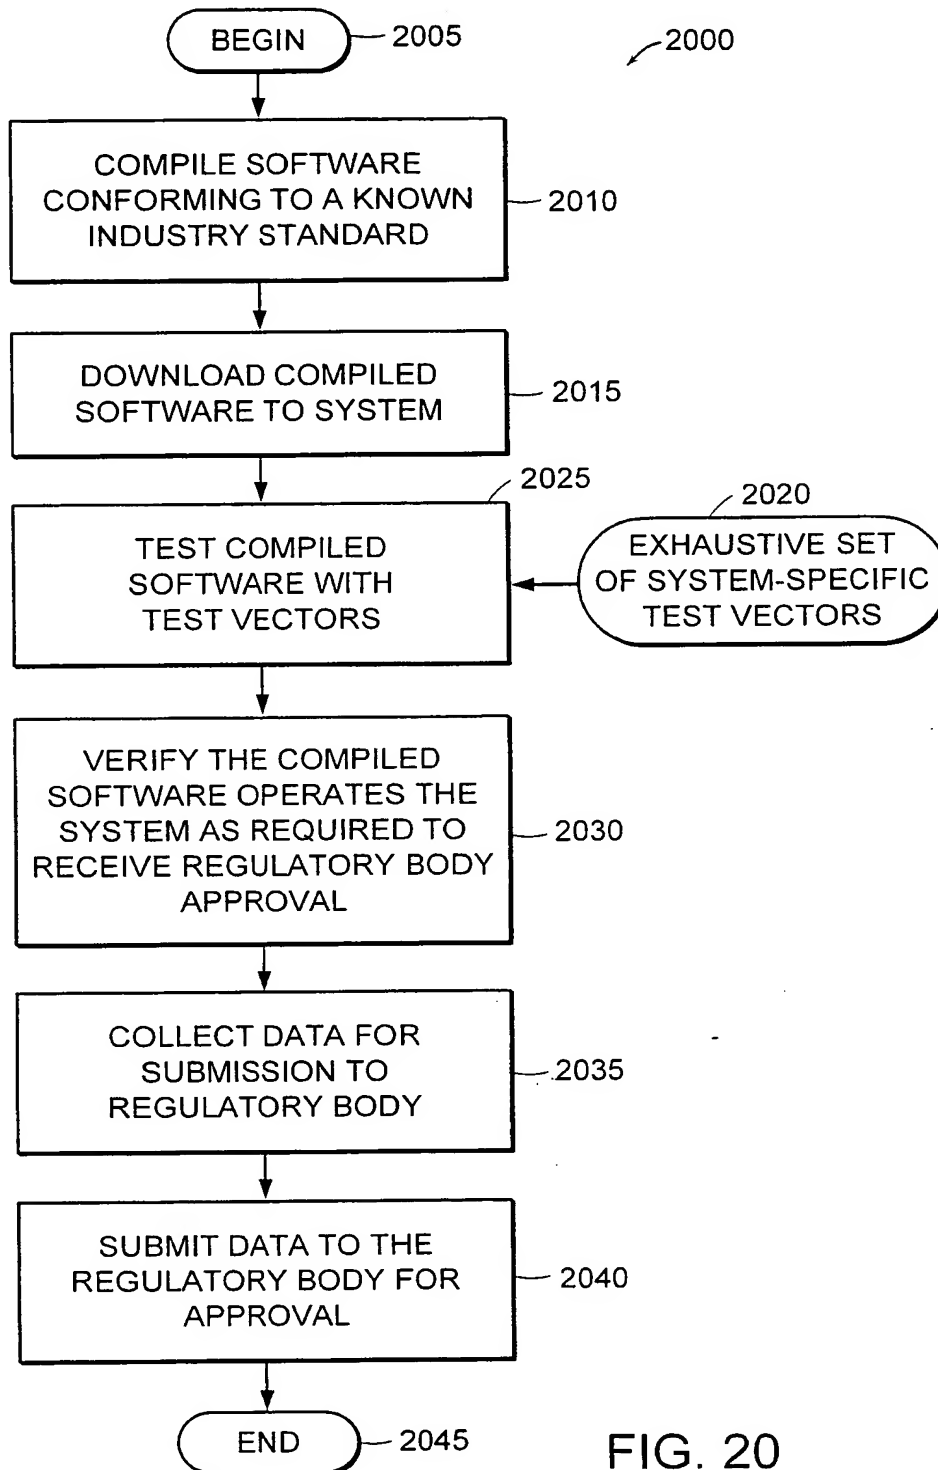 BEGIN
2005
2000
COMPILE SOFTWARE
CONFORMING TO A KNOWN
INDUSTRY STANDARD
2010
DOWNLOAD COMPILED
SOFTWARE TO SYSTEM
2015
2025
TEST COMPILED
SOFTWARE WITH
TEST VECTORS
2020
EXHAUSTIVE SET
OF SYSTEM-SPECIFIC
TEST VECTORS
VERIFY THE COMPILED
SOFTWARE OPERATES THE
SYSTEM AS REQUIRED TO
RECEIVE REGULATORY BODY
APPROVAL
2030
COLLECT DATA FOR
SUBMISSION TO
REGULATORY BODY
2035
SUBMIT DATA TO THE
REGULATORY BODY FOR
APPROVAL
2040
END
2045
FIG. 20